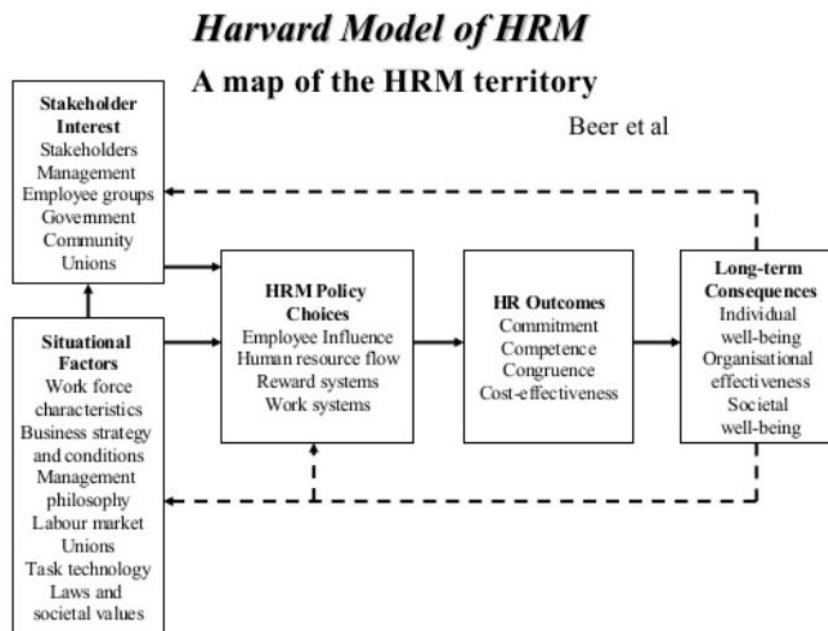 Harvard Model of HRM
A map of the HRM territory
Beer et al
Stakeholder
Interest
Stakeholders
Management
Employee groups
Government
Community
Unions
Situational
Factors
Work force
characteristics
Business strategy
and conditions
Management
philosophy
Labour market
Unions
Task technology
Laws and
societal values
HRM Policy
Choices
Employee Influence
Human resource flow
Reward systems
Work systems
HR Outcomes
Commitment
Competence
Congruence
Cost-effectiveness
Long-term
Consequences
Individual
well-being
Organisational
effectiveness
Societal
well-being